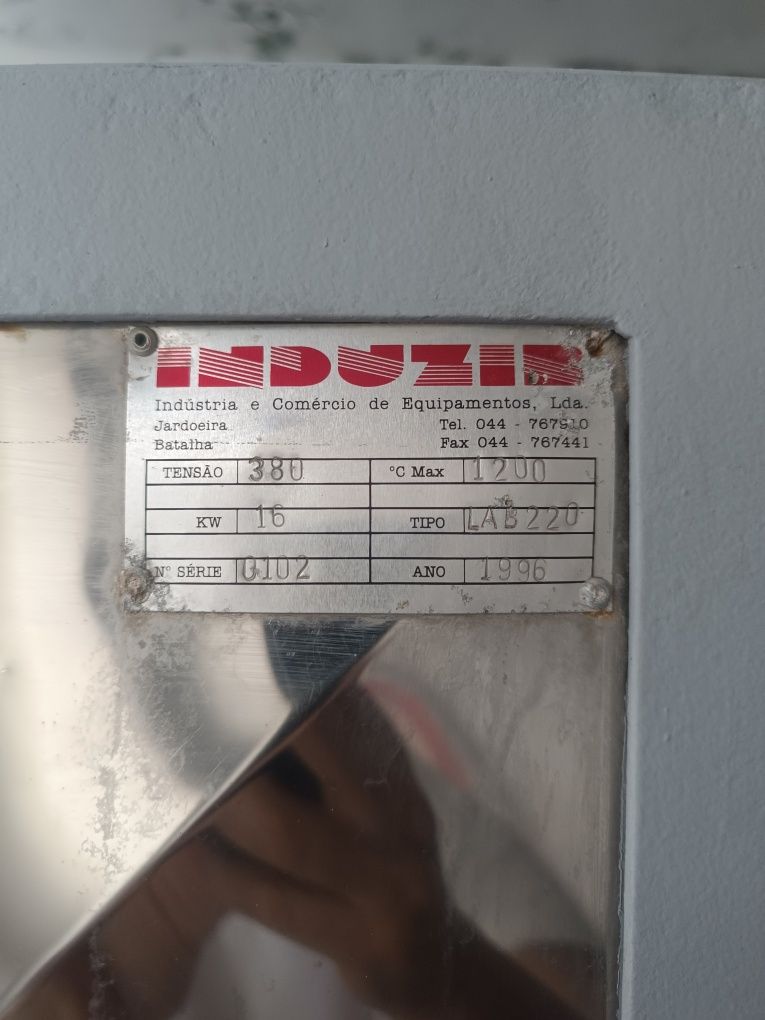 INDUZIR
Indústria e Comércio de Equipamentos, Lda.
Jardoeira Tel. 044 - 767910
Batalha Fax 044 - 767441
TENSÃO 380 °C Max 1200
KW 16 TIPO LAB220
Nº SÉRIE 0102 ANO 1996